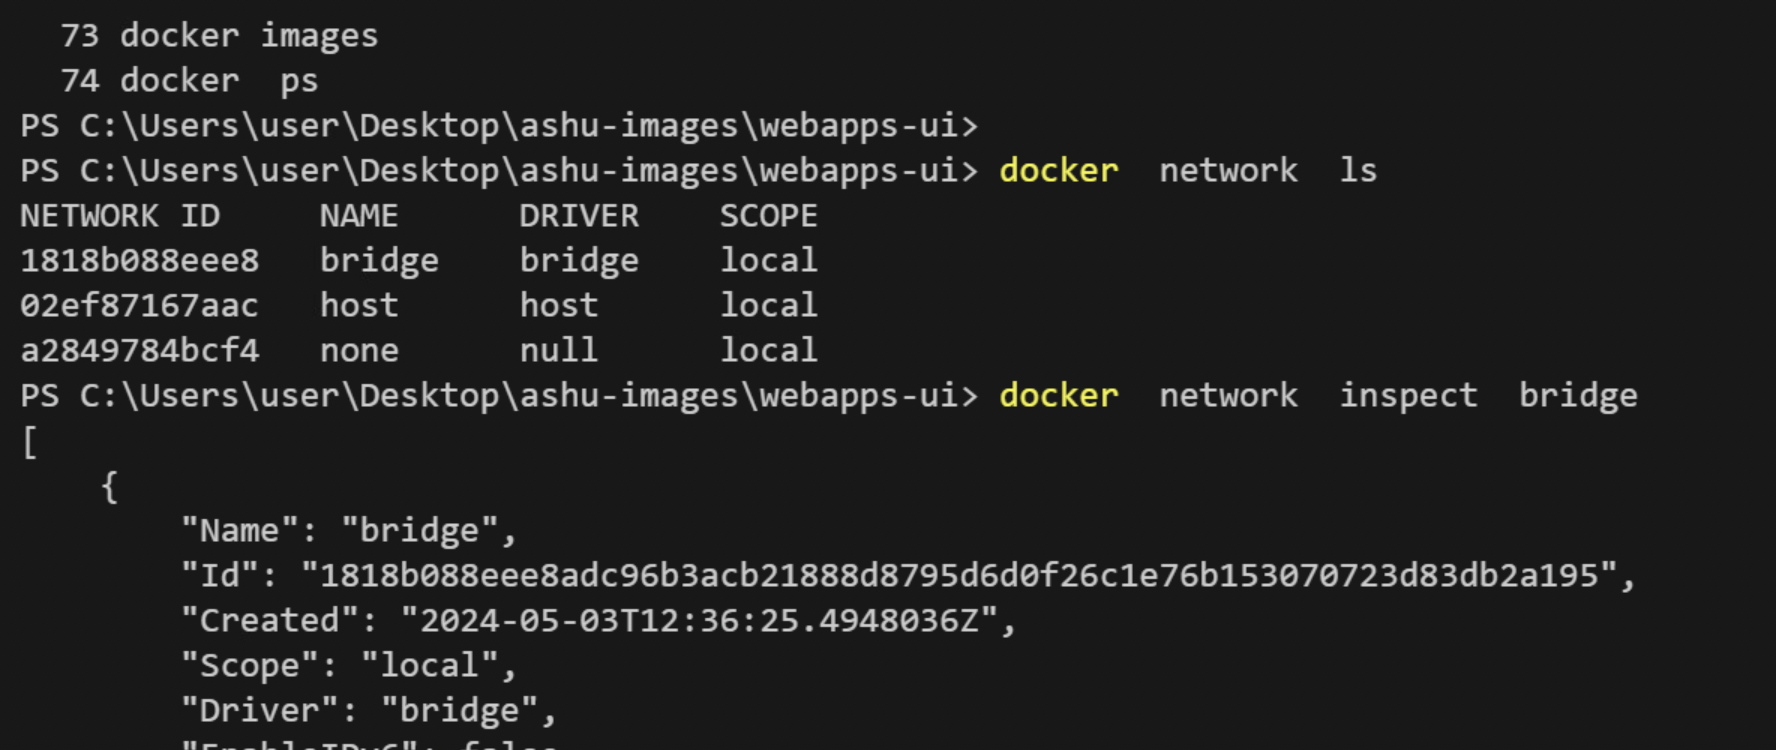 73 docker images
74 docker  ps
PS C:\Users\user\Desktop\ashu-images\webapps-ui>
PS C:\Users\user\Desktop\ashu-images\webapps-ui> docker  network  ls
NETWORK ID     NAME      DRIVER    SCOPE
1818b088eee8   bridge    bridge    local
02ef87167aac   host      host      local
a2849784bcf4   none      null      local
PS C:\Users\user\Desktop\ashu-images\webapps-ui> docker  network  inspect  bridge
[
    {
        "Name": "bridge",
        "Id": "1818b088eee8adc96b3acb21888d8795d6d0f26c1e76b153070723d83db2a195",
        "Created": "2024-05-03T12:36:25.4948036Z",
        "Scope": "local",
        "Driver": "bridge",
        "EnableIPv6": false